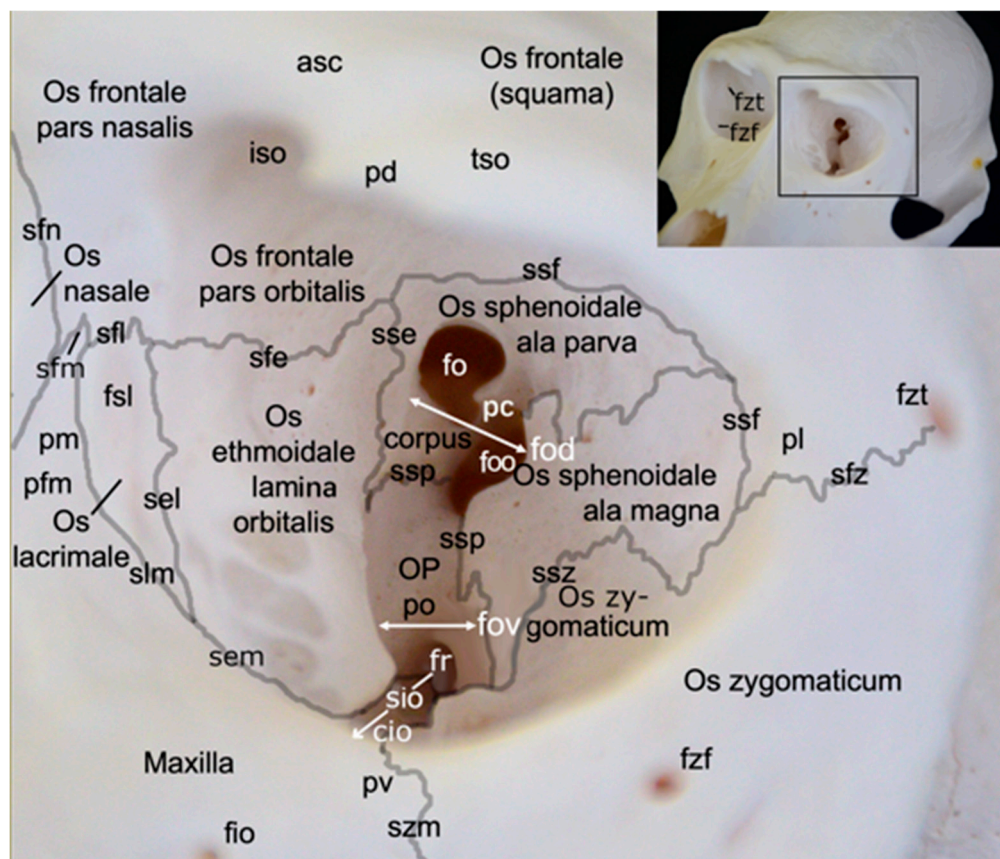 asc
Os frontale
(squama)
Os frontale
pars nasalis
fzt
fzf
iso
pd
tso
sfn
Os
nasale
Os frontale
pars orbitalis
ssf
Os sphenoidale
ala parva
sfl
sse
sfm
sfe
fo
fsl
fzt
pc
Os
ethmoidale
lamina
orbitalis
ssf
pm
corpus
fod
pl
ssp
foo
Os sphenoidale
ala magna
sfz
pfm
sel
Os
lacrimale
ssp
slm
OP
ssz
po
Os zy-
gomaticum
fov
sem
fr
Os zygomaticum
sio
cio
Maxilla
fzf
pv
fio
szm